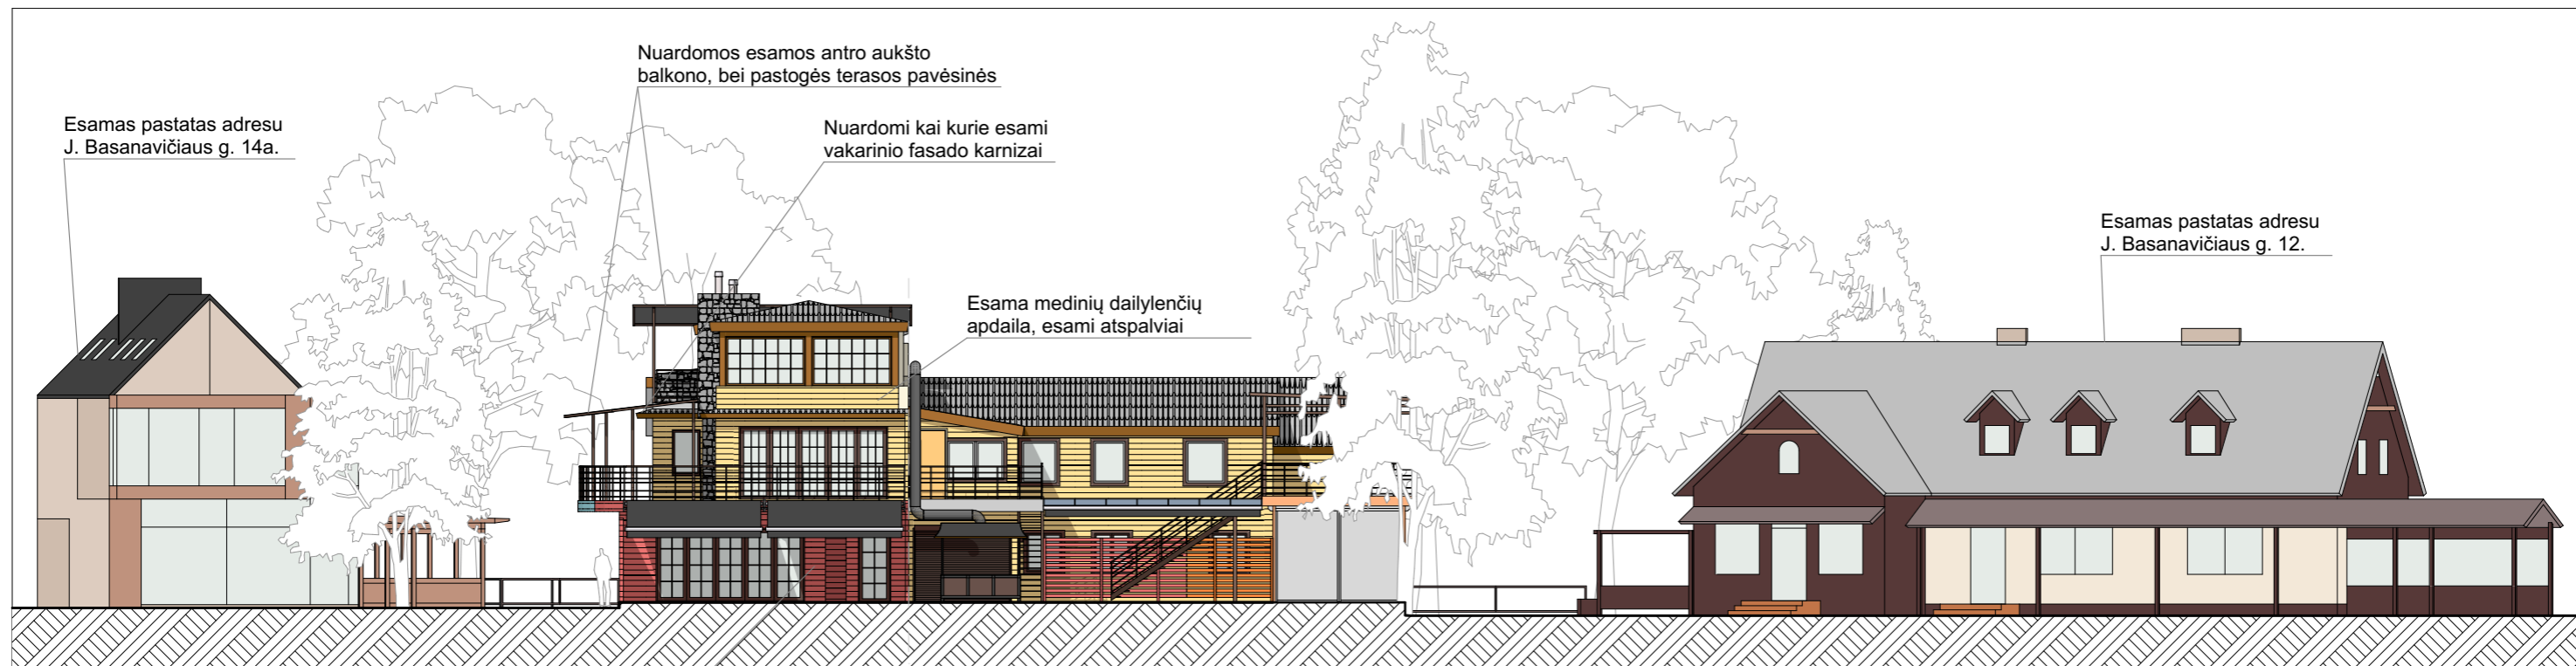 Nuardomos esamos antro aukšto
balkono, bei pastogės terasos pavėsinės
Esamas pastatas adresu
J. Basanavičiaus g. 14a.
Nuardomi kai kurie esami
vakarinio fasado karnizai
Esamas pastatas adresu
J. Basanavičiaus g. 12.
Esama medinių dailylenčių
apdaila, esami atspalviai